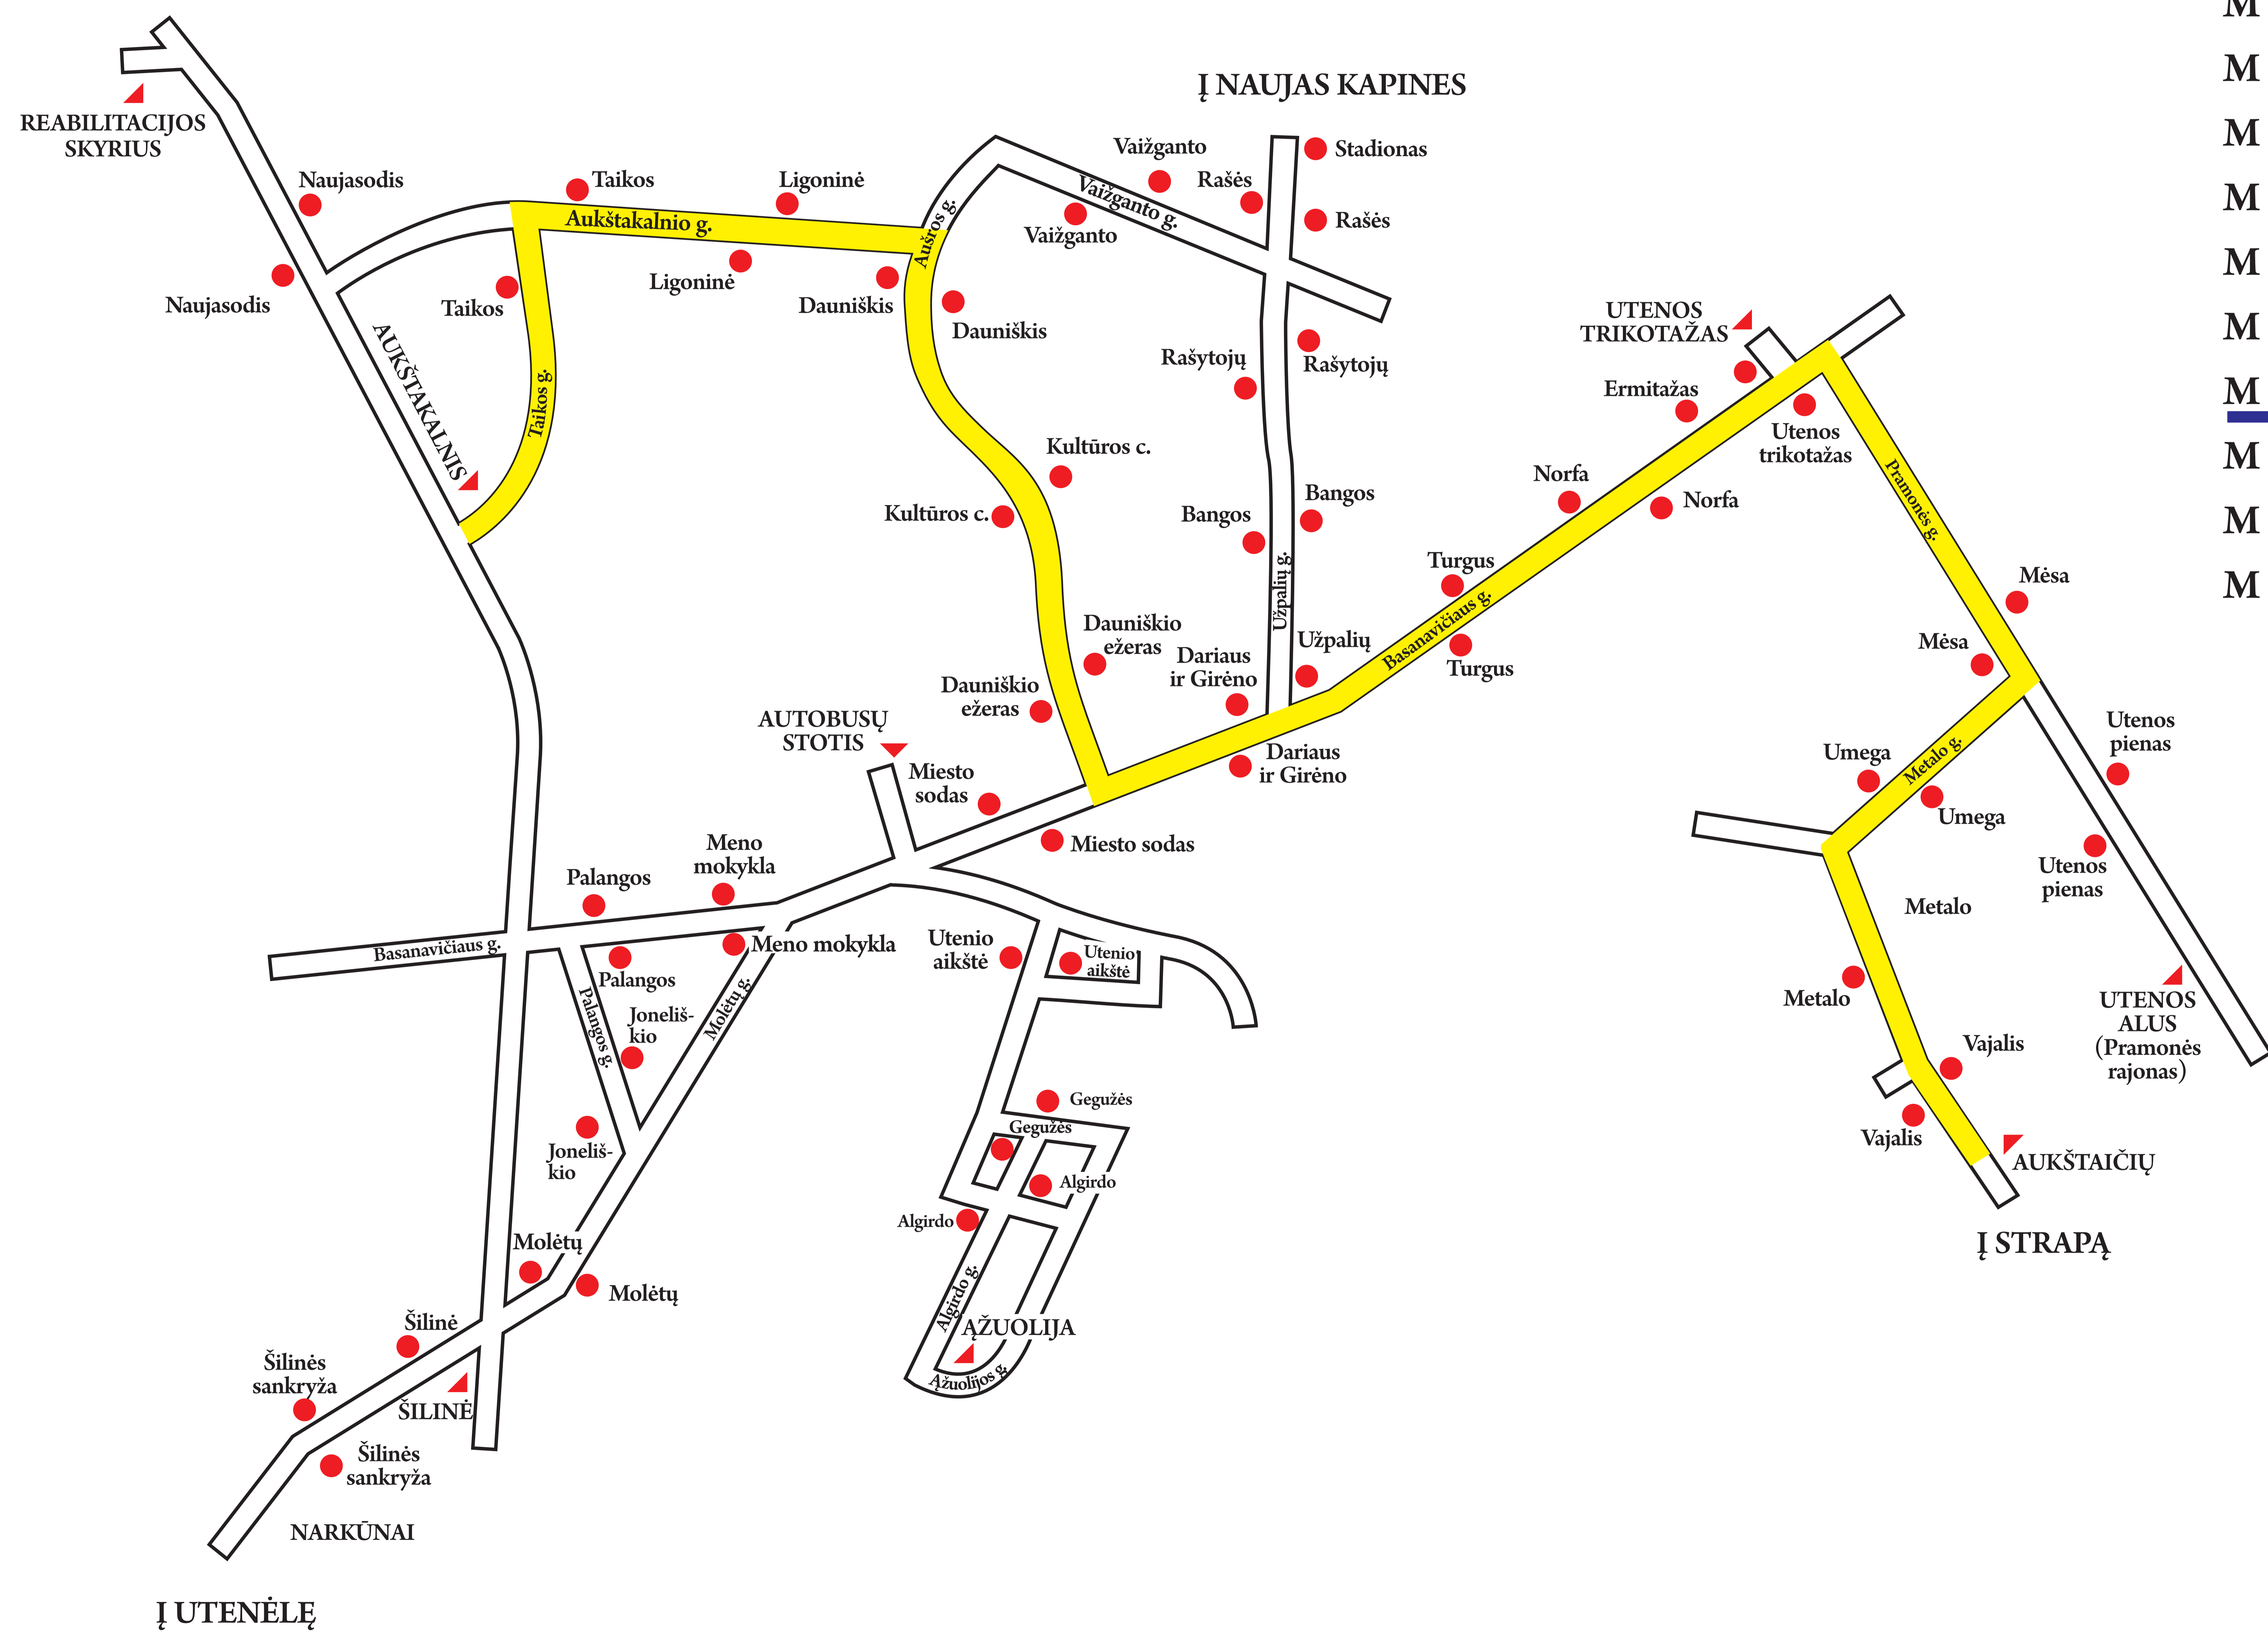 M
M
M
M
M
M
M
M
M
M
Į NAUJAS KAPINES
REABILITACIJOS
SKYRIUS
Naujasodis
Naujasodis
Taikos
Taikos
Aukštakalnio g.
Ligoninė
Ligoninė
Aušros g.
Dauniškis
Dauniškis
Vaižganto
Vaižganto g.
Vaižganto
Rašės
Stadionas
Rašės
AUKŠTAKALNIS
Taikos g.
Rašytojų
Rašytojų
UTENOS
TRIKOTAŽAS
Ermitažas
Utenos
trikotažas
Kultūros c.
Kultūros c.
Bangos
Bangos
Norfa
Norfa
Pramonės g.
Užpalių g.
Turgus
Basanavičiaus g.
Turgus
Mėsa
Mėsa
Dauniškio
ežeras
Dauniškio
ežeras
Dariaus
ir Girėno
Užpalių
Dariaus
ir Girėno
AUTOBUSŲ
STOTIS
Miesto
sodas
Miesto sodas
Umega
Metalo g.
Umega
Utenos
pienas
Utenos
pienas
Meno
mokykla
Palangos
Basanavičiaus g.
Meno mokykla
Palangos
Palangos g.
Joneliš-
kio
Molėtų g.
Joneliš-
kio
Utenio
aikštė
Utenio
aikštė
Metalo
Metalo
UTENOS
ALUS
(Pramonės
rajonas)
Vajalis
Vajalis
AUKŠTAIČIŲ
Į STRAPĄ
Gegužės
Gegužės
Algirdo
Algirdo
Algirdo g.
ĄŽUOLIJA
Ąžuolijos g.
Molėtų
Molėtų
Šilinė
Šilinės
sankryža
ŠILINĖ
Šilinės
sankryža
NARKŪNAI
Į UTENĖLĘ